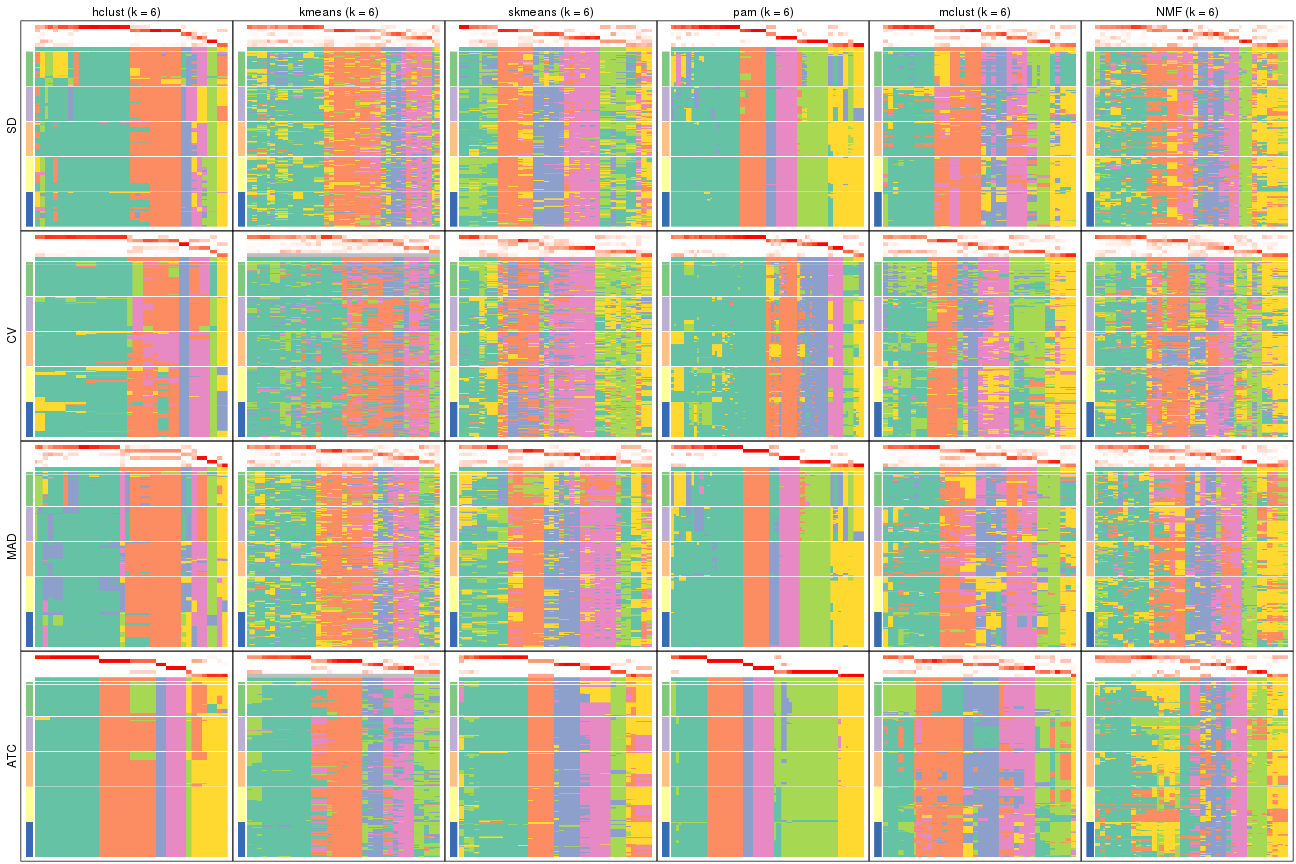 hclust (k = 6) kmeans (k = 6) skmeans (k = 6) pam (k = 6) mclust (k = 6) NMF (k = 6)
SD
CV
MAD
ATC